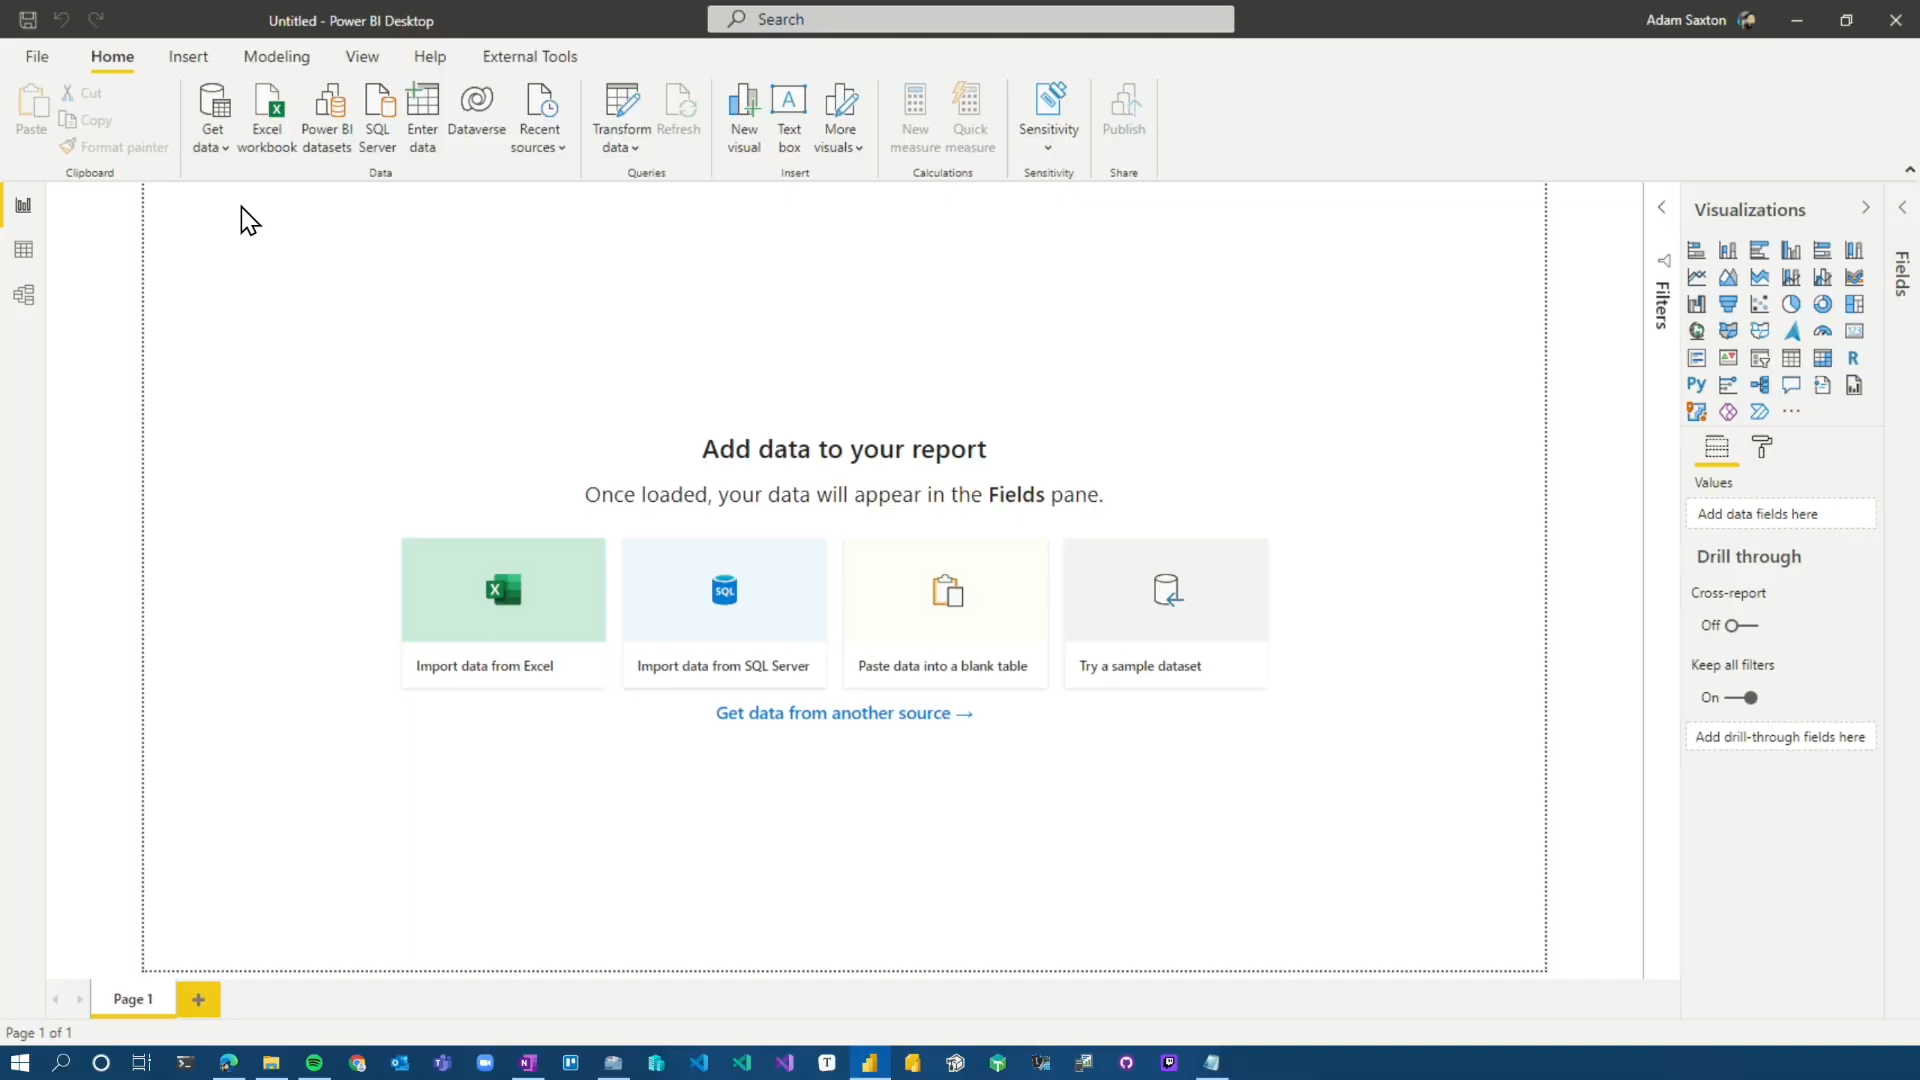 Untitled - Power BI Desktop
Search
Adam Saxton
File
Home
Insert
Modeling
View
Help
External Tools
Paste
Cut
Copy
Format painter
Clipboard
Get
data
Excel
workbook
Power BI
datasets
SQL
Server
Enter
data
Dataverse
Recent
sources
Data
Transform
data
Refresh
Queries
New
visual
Text
box
More
visuals
Insert
New
measure
Quick
measure
Calculations
Sensitivity
Sensitivity
Publish
Share
Add data to your report
Once loaded, your data will appear in the Fields pane.
SQL
Import data from Excel
Import data from SQL Server
Paste data into a blank table
Try a sample dataset
Get data from another source →
Filters
Visualizations
R
Py
Values
Add data fields here
Drill through
Cross-report
Off
Keep all filters
On
Add drill-through fields here
Fields
Page 1
Page 1 of 1